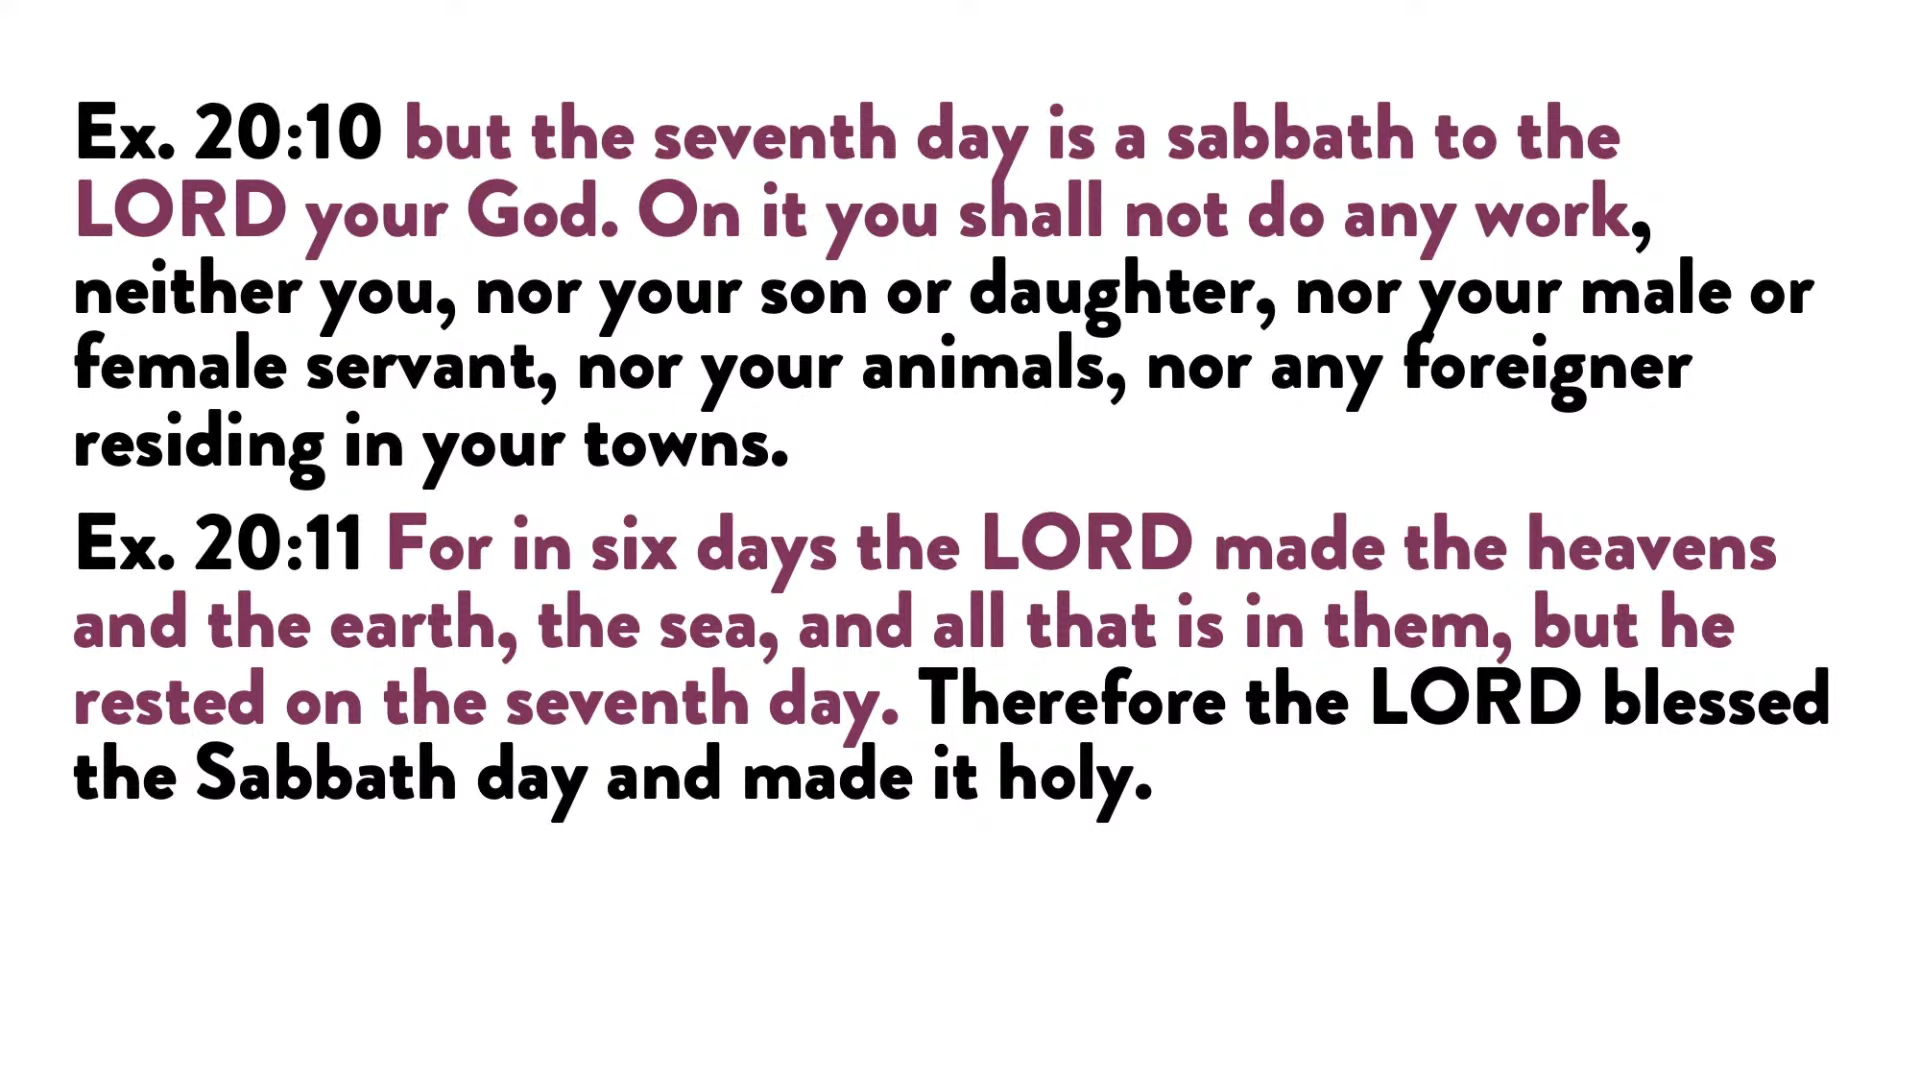 Ex. 20:10 but the seventh day is a sabbath to the
LORD your God. On it you shall not do any work,
neither you, nor your son or daughter, nor your male or
female servant, nor your animals, nor any foreigner
residing in your towns.
Ex. 20:11 For in six days the LORD made the heavens
and the earth, the sea, and all that is in them, but he
rested on the seventh day. Therefore the LORD blessed
the Sabbath day and made it holy.